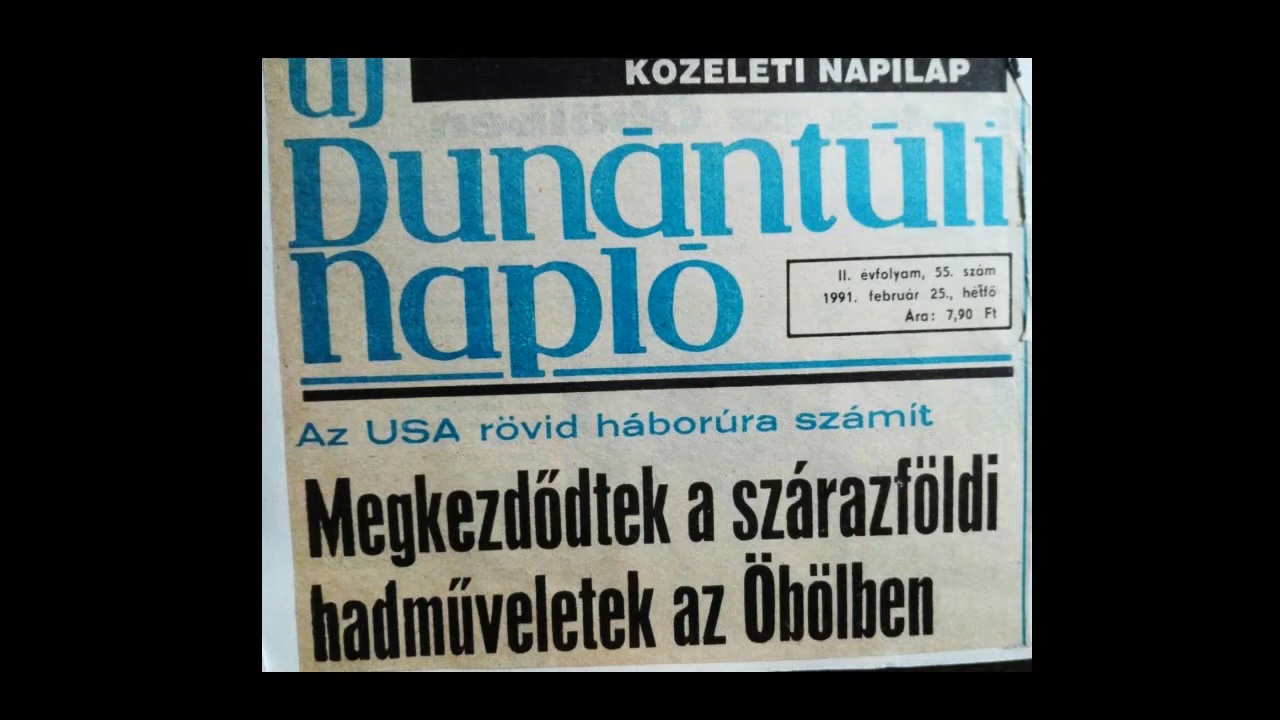 KÖZÉLETI NAPILAP
új
Dunántúli
Napló
II. évfolyam, 55. szám
1991. február 25., hétfő
Ára: 7,90 Ft
Az USA rövid háborúra számít
Megkezdődtek a szárazföldi
hadműveletek az Öbölben